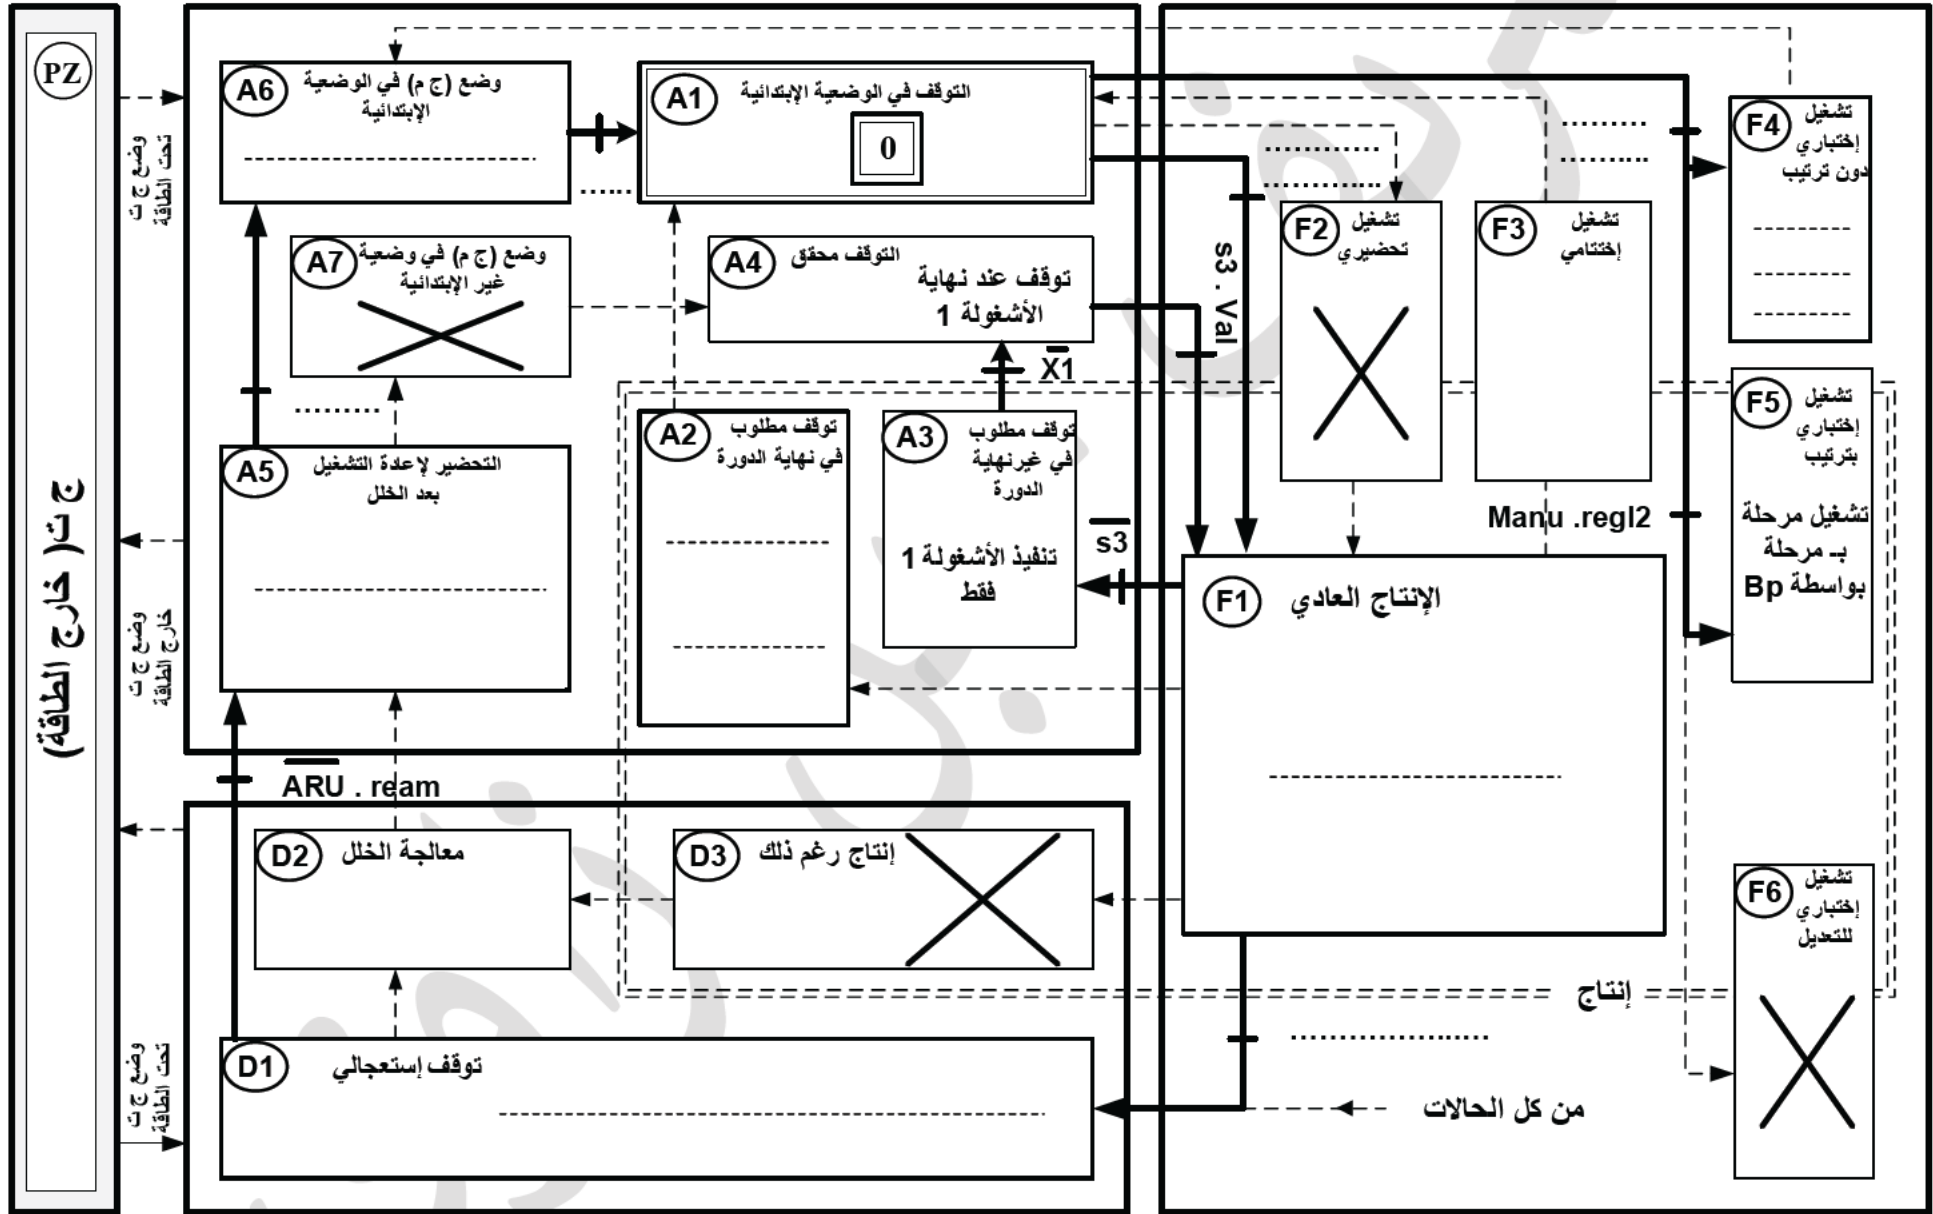 PZ
ج ت( خارج الطاقة)
وضع ج ت
تحت الطاقة
وضع ج ت
خارج الطاقة
وضع ج ت
تحت الطاقة
A6
وضع (ج م) في الوضعية
الإبتدائية
A1
التوقف في الوضعية الإبتدائية
0
A7
وضع (ج م) في وضعية
غير الإبتدائية
A4
التوقف محقق
توقف عند نهاية
الأشغولة 1
X̅1̅
A5
التحضير لإعادة التشغيل
بعد الخلل
A2
توقف مطلوب
في نهاية الدورة
A3
توقف مطلوب
في غيرنهاية
الدورة
تنفيذ الأشغولة 1
فقط
s̅3̅
s3 . Val
F2
تشغيل
تحضيري
F3
تشغيل
إختتامي
F4
تشغيل
إختباري
دون ترتيب
F5
تشغيل
إختباري
بترتيب
تشغيل مرحلة
بـ مرحلة
بواسطة Bp
Manu .regl2
F1
الإنتاج العادي
A̅R̅U̅ . ream
D2
معالجة الخلل
D3
إنتاج رغم ذلك
F6
تشغيل
إختباري
للتعديل
إنتاج
D1
توقف إستعجالي
من كل الحالات